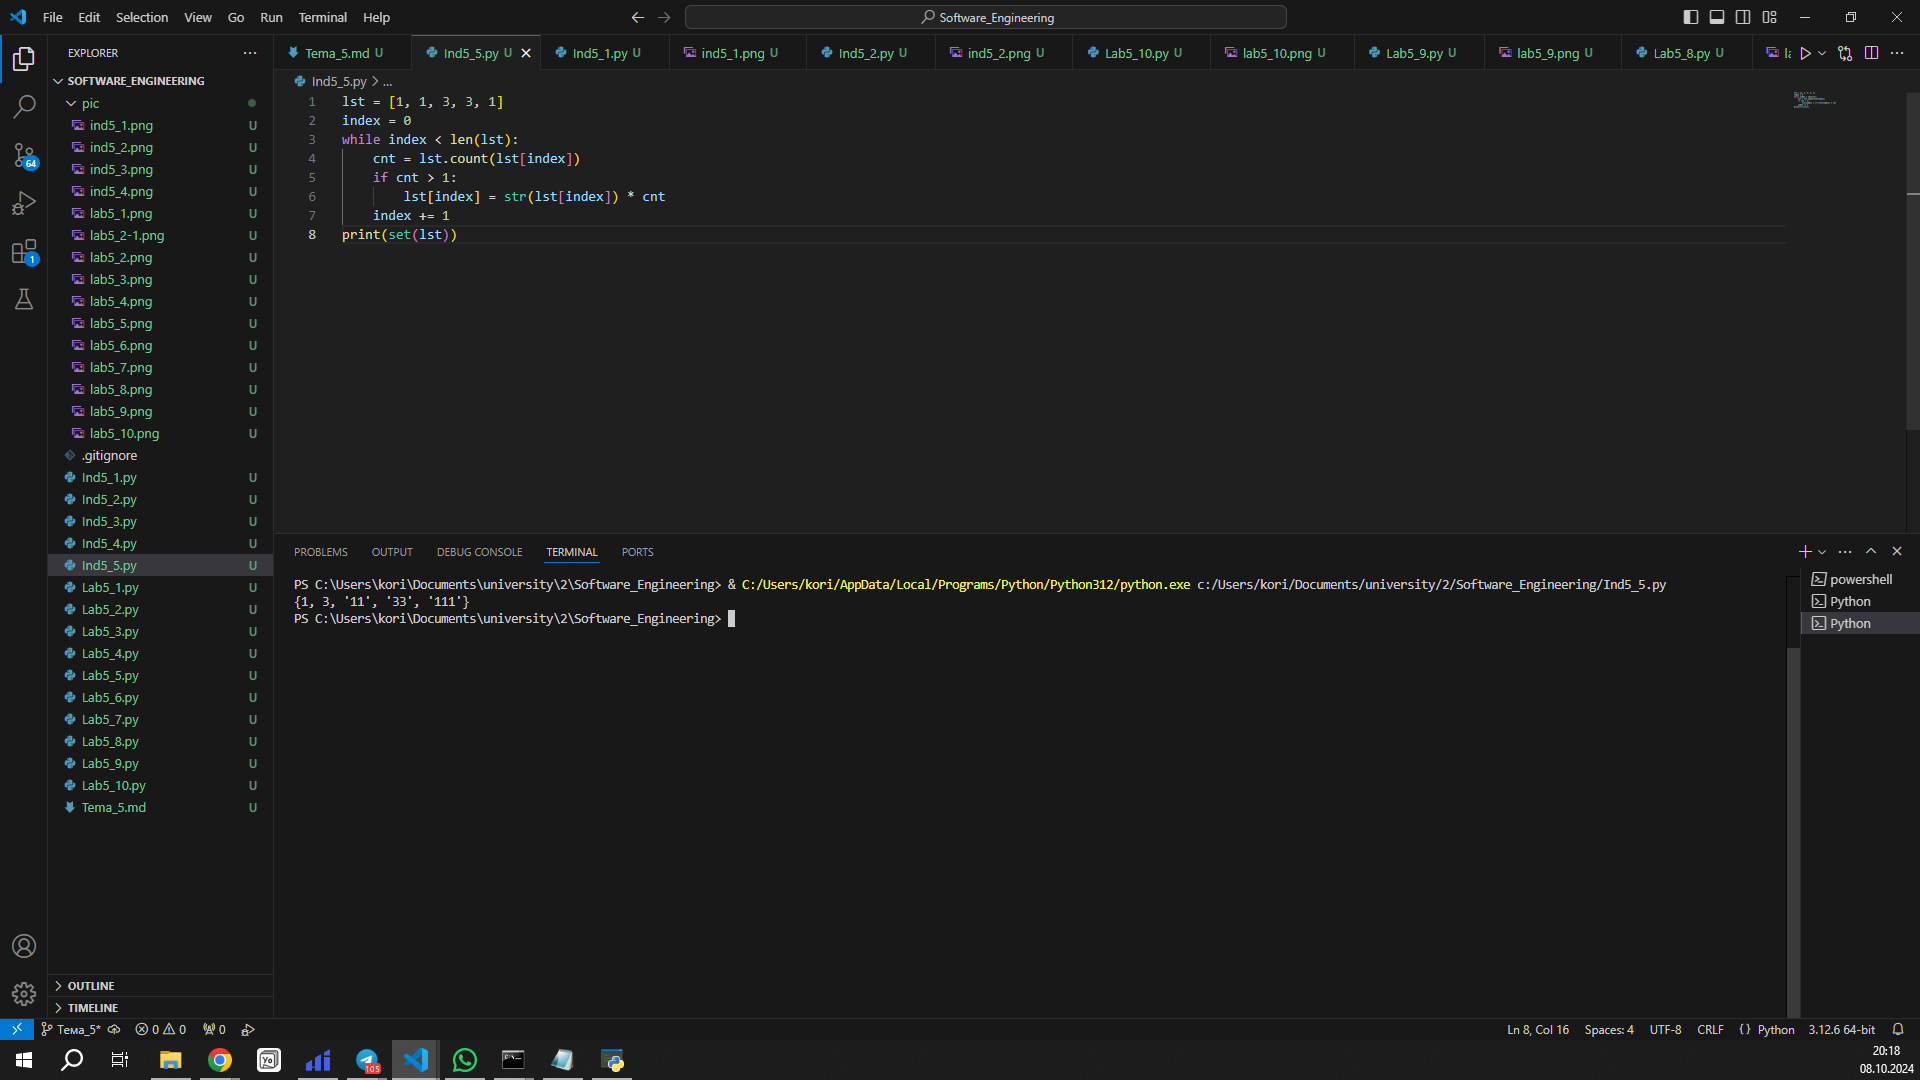 File Edit Selection View Go Run Terminal Help
Software_Engineering
EXPLORER
SOFTWARE_ENGINEERING
pic
ind5_1.png U
ind5_2.png U
ind5_3.png U
ind5_4.png U
lab5_1.png U
lab5_2-1.png U
lab5_2.png U
lab5_3.png U
lab5_4.png U
lab5_5.png U
lab5_6.png U
lab5_7.png U
lab5_8.png U
lab5_9.png U
lab5_10.png U
.gitignore
Ind5_1.py U
Ind5_2.py U
Ind5_3.py U
Ind5_4.py U
Ind5_5.py U
Lab5_1.py U
Lab5_2.py U
Lab5_3.py U
Lab5_4.py U
Lab5_5.py U
Lab5_6.py U
Lab5_7.py U
Lab5_8.py U
Lab5_9.py U
Lab5_10.py U
Tema_5.md U
OUTLINE
TIMELINE
64
1
Tema_5.md U Ind5_5.py U Ind5_1.py U ind5_1.png U Ind5_2.py U ind5_2.png U Lab5_10.py U lab5_10.png U Lab5_9.py U lab5_9.png U Lab5_8.py U
Ind5_5.py > ...
1 lst = [1, 1, 3, 3, 1]
2 index = 0
3 while index < len(lst):
4 cnt = lst.count(lst[index])
5 if cnt > 1:
6 lst[index] = str(lst[index]) * cnt
7 index += 1
8 print(set(lst))
PROBLEMS OUTPUT DEBUG CONSOLE TERMINAL PORTS
PS C:\Users\kori\Documents\university\2\Software_Engineering> & C:/Users/kori/AppData/Local/Programs/Python/Python312/python.exe c:/Users/kori/Documents/university/2/Software_Engineering/Ind5_5.py
{1, 3, '11', '33', '111'}
PS C:\Users\kori\Documents\university\2\Software_Engineering>
powershell
Python
Python
Тема_5* 0 0 0
Ln 8, Col 16 Spaces: 4 UTF-8 CRLF {} Python 3.12.6 64-bit
105
20:18
08.10.2024